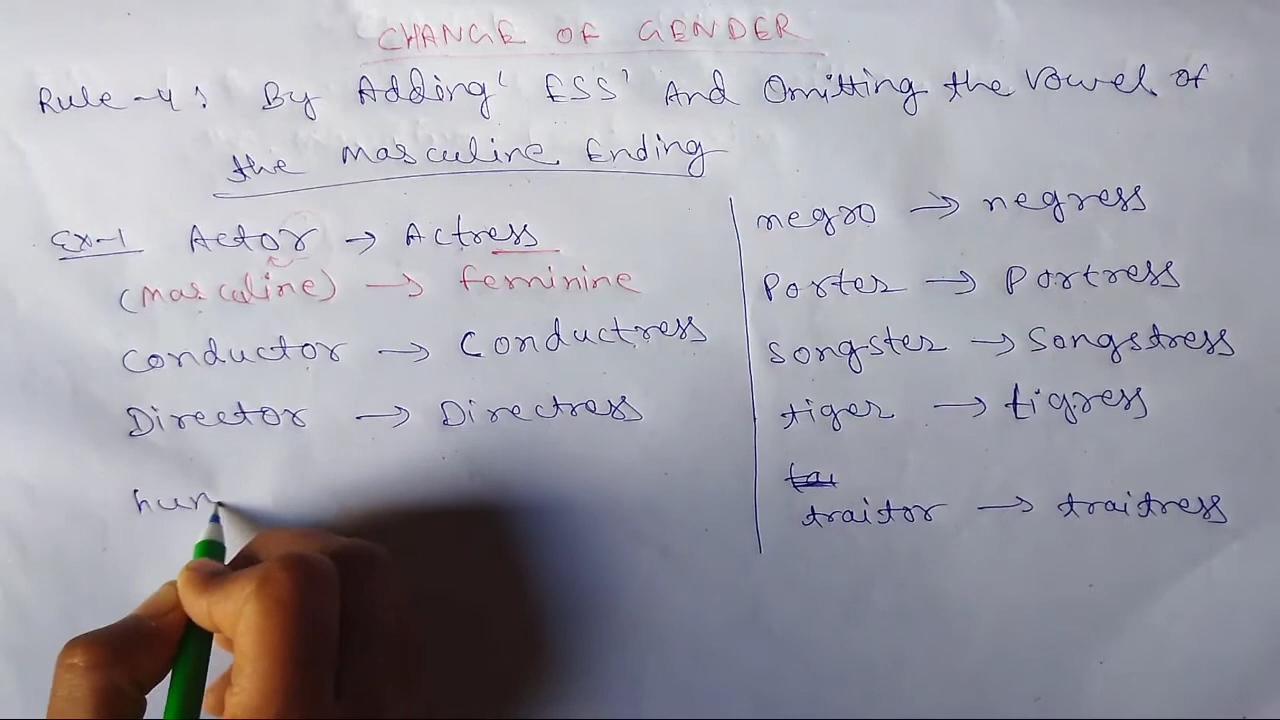 CHANGE OF GENDER
Rule-4: By Adding 'ESS' And Omitting the Vowel of
the Masculine Ending
Ex-1 Actor → Actress
(masculine) → feminine
Conductor → Conductress
Director → Directress
hun
negro → negress
Porter → Portress
Songster → Songstress
tiger → tigress
traitor → traitress